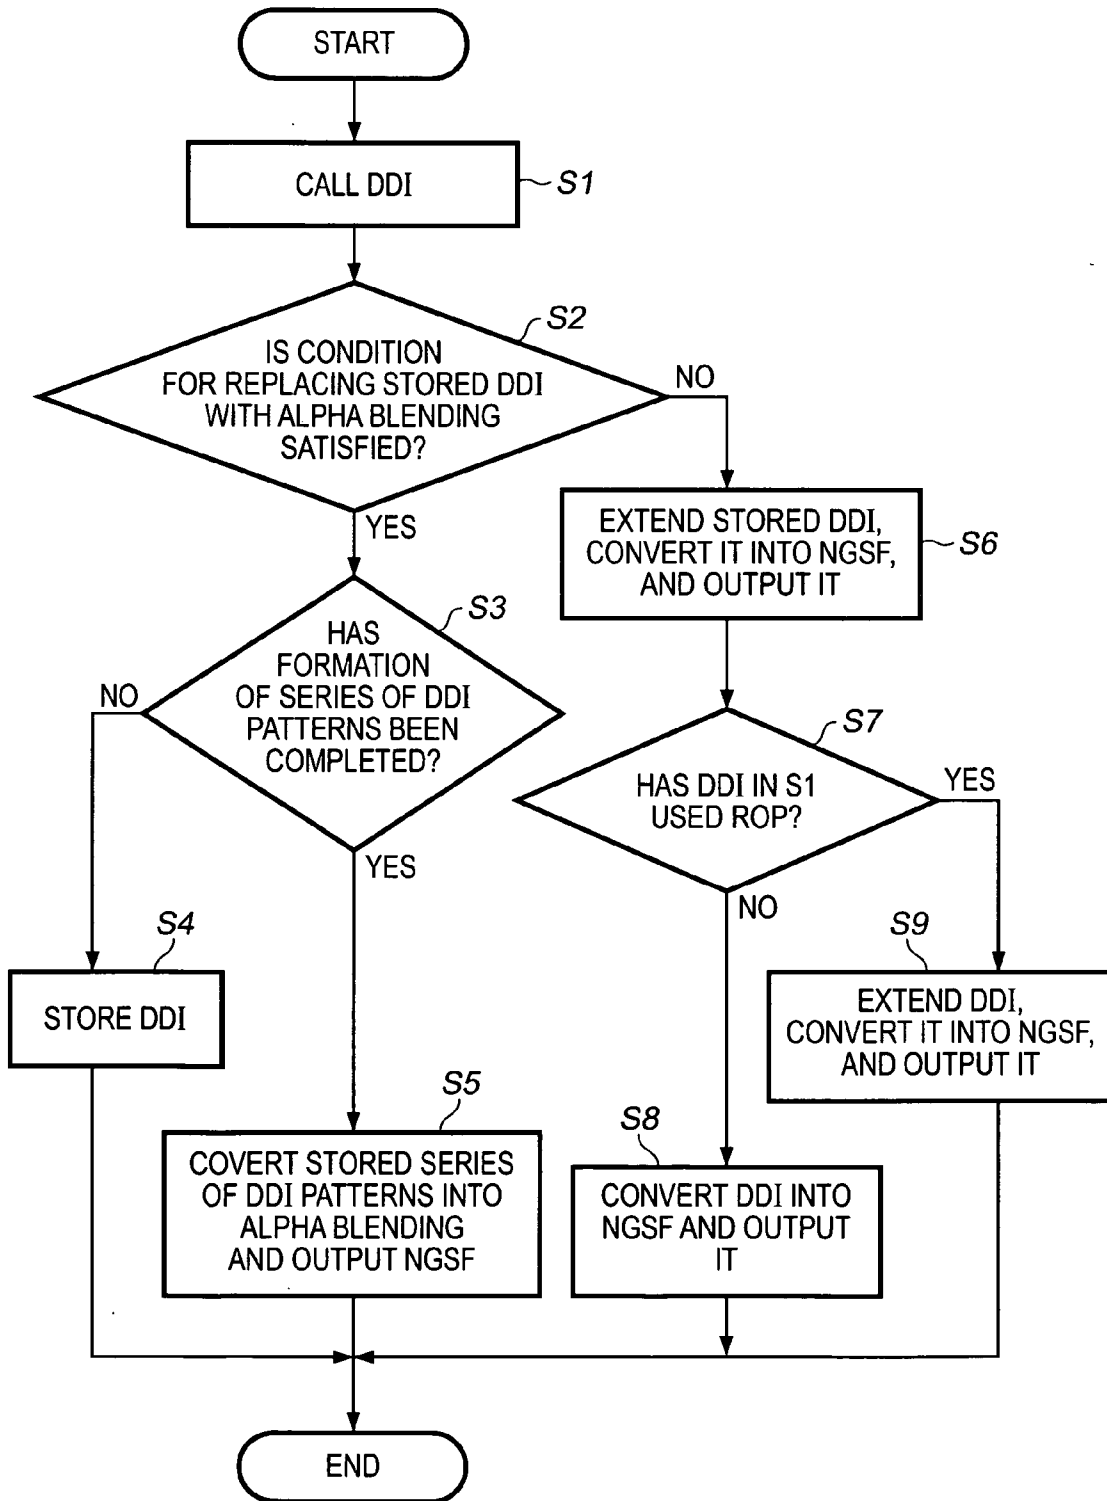 START
CALL DDI
S1
IS CONDITION
FOR REPLACING STORED DDI
WITH ALPHA BLENDING
SATISFIED?
S2
NO
YES
EXTEND STORED DDI,
CONVERT IT INTO NGSF,
AND OUTPUT IT
S6
HAS
FORMATION
OF SERIES OF DDI
PATTERNS BEEN
COMPLETED?
S3
NO
YES
HAS DDI IN S1
USED ROP?
S7
YES
NO
STORE DDI
S4
EXTEND DDI,
CONVERT IT INTO NGSF,
AND OUTPUT IT
S9
COVERT STORED SERIES
OF DDI PATTERNS INTO
ALPHA BLENDING
AND OUTPUT NGSF
S5
CONVERT DDI INTO
NGSF AND OUTPUT
IT
S8
END